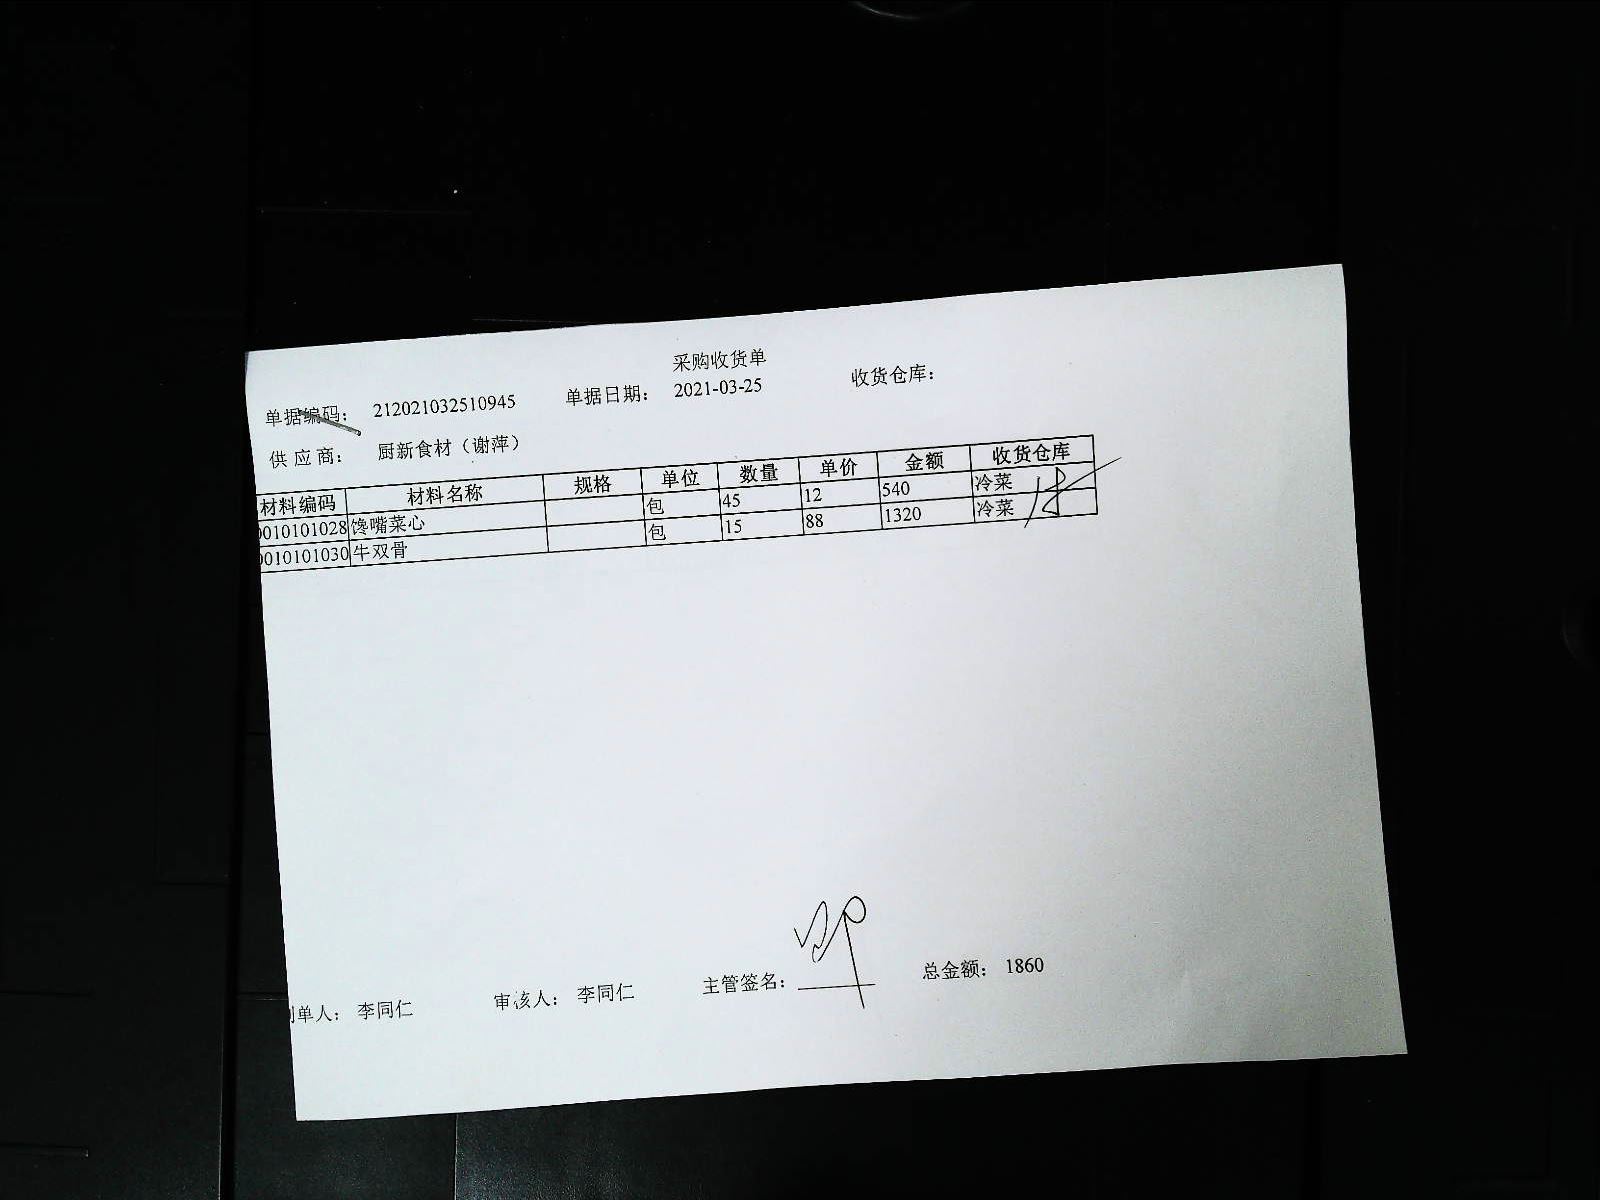 采购收货单
单据编码： 212021032510945 单据日期： 2021-03-25 收货仓库：
供应商： 厨新食材（谢萍）
材料编码 材料名称 规格 单位 数量 单价 金额 收货仓库
0010101028 馋嘴菜心 包 45 12 540 冷菜
0010101030 牛双骨 包 15 88 1320 冷菜
制单人： 李同仁 审该人： 李同仁 主管签名： 总金额： 1860